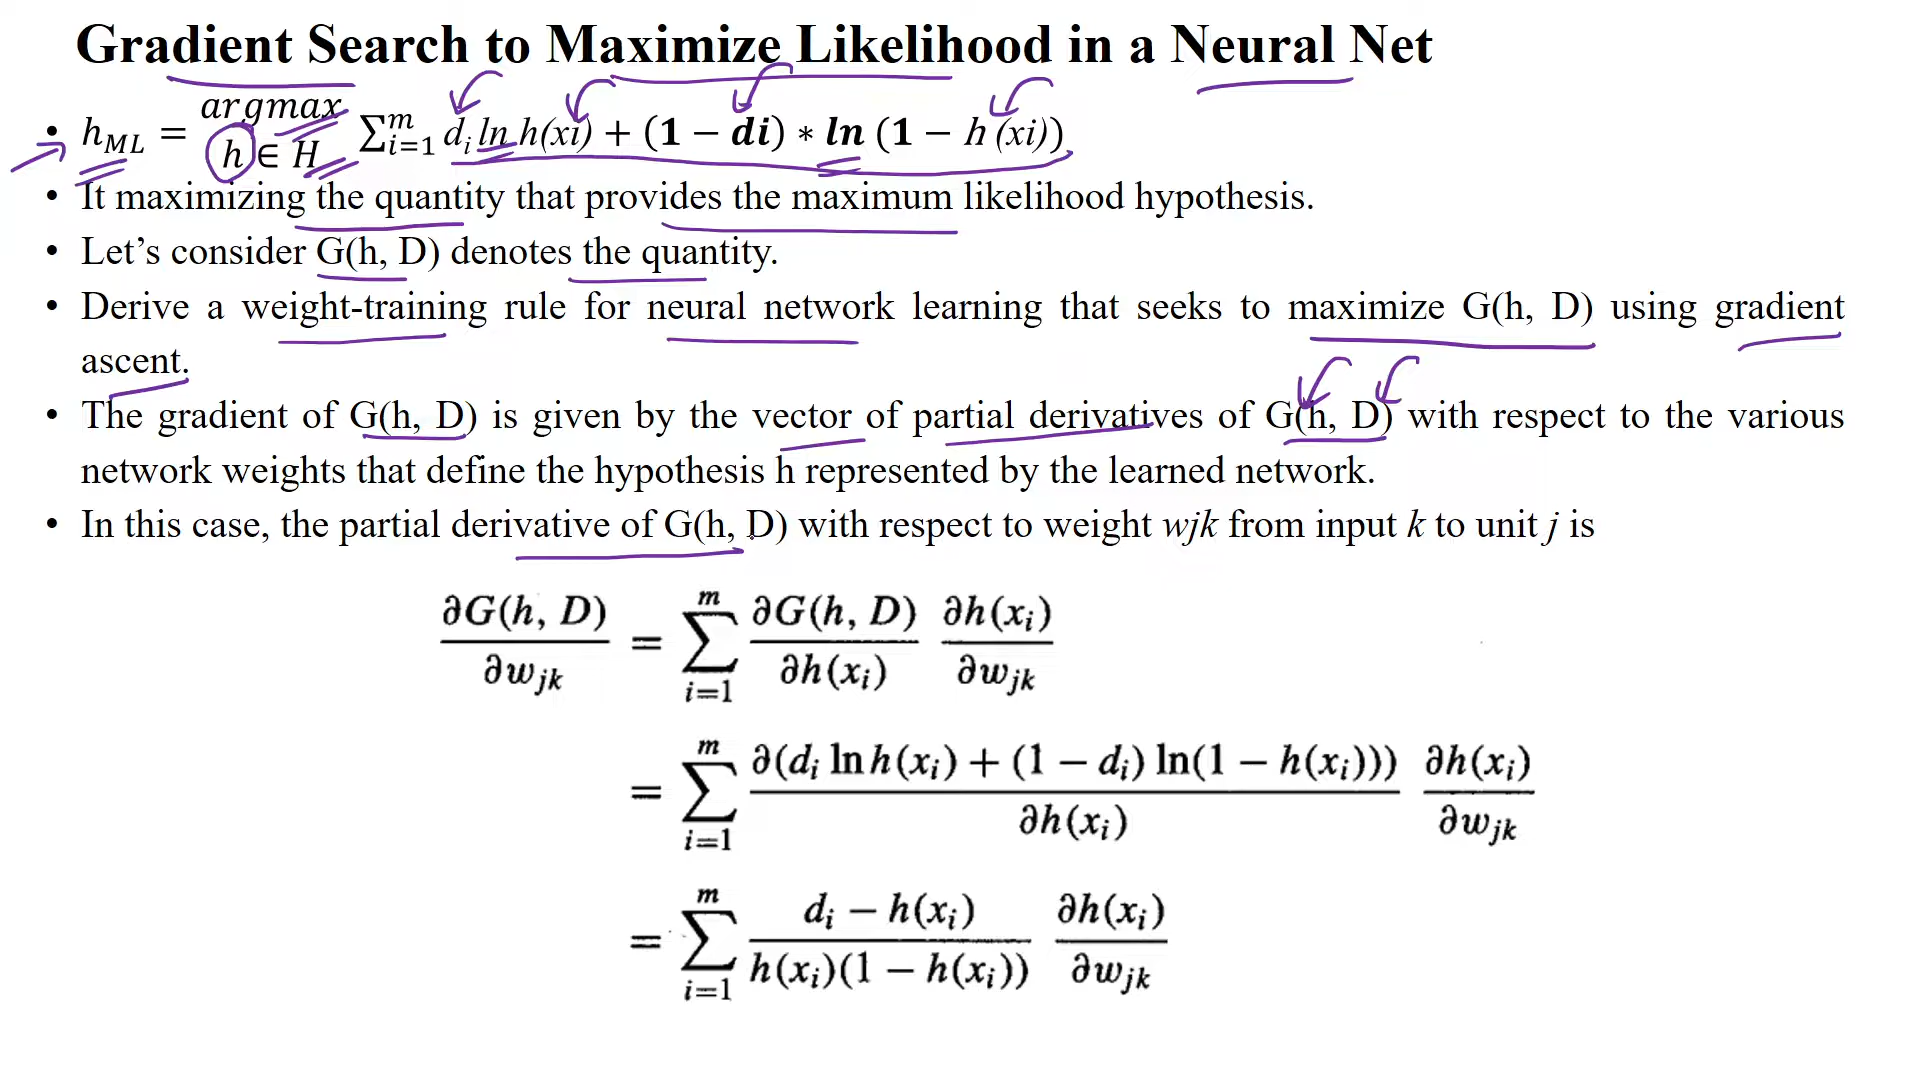 Gradient Search to Maximize Likelihood in a Neural Net
• h_ML = argmax h ∈ H ∑_{i=1}^{m} d_i ln h(xi) + (1 − di) * ln (1 − h (xi))
• It maximizing the quantity that provides the maximum likelihood hypothesis.
• Let’s consider G(h, D) denotes the quantity.
• Derive a weight-training rule for neural network learning that seeks to maximize G(h, D) using gradient
ascent.
• The gradient of G(h, D) is given by the vector of partial derivatives of G(h, D) with respect to the various
network weights that define the hypothesis h represented by the learned network.
• In this case, the partial derivative of G(h, D) with respect to weight wjk from input k to unit j is
∂G(h, D)/∂w_jk = ∑_{i=1}^{m} ∂G(h, D)/∂h(x_i) ∂h(x_i)/∂w_jk
= ∑_{i=1}^{m} ∂(d_i ln h(x_i) + (1 − d_i) ln(1 − h(x_i)))/∂h(x_i) ∂h(x_i)/∂w_jk
= ∑_{i=1}^{m} (d_i − h(x_i))/(h(x_i)(1 − h(x_i))) ∂h(x_i)/∂w_jk